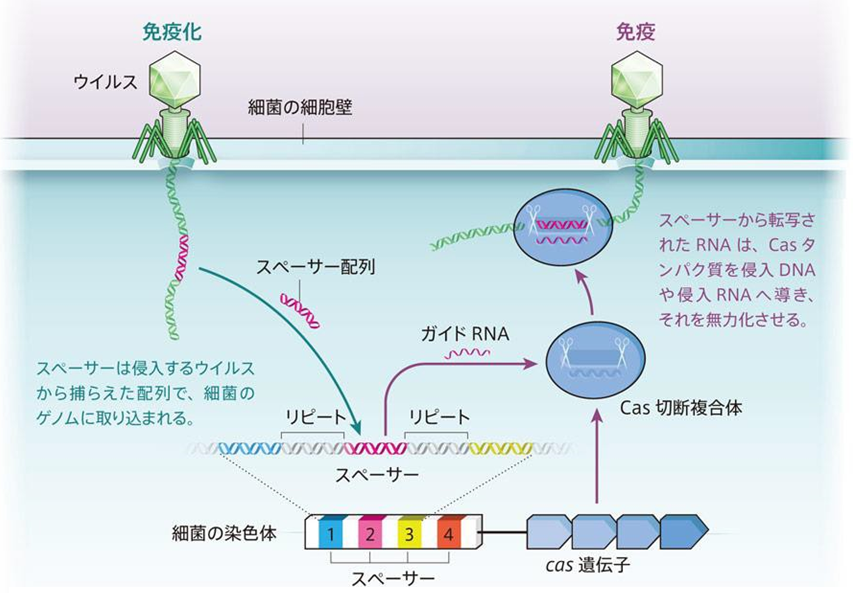 免疫化
免疫
ウイルス
細菌の細胞壁
スペーサー配列
スペーサーから転写さ
れた RNA は、Cas タ
ンパク質を侵入 DNA
や侵入 RNA へ導き、
それを無力化させる。
ガイド RNA
スペーサーは侵入するウイルス
から捕らえた配列で、細菌の
ゲノムに取り込まれる。
Cas 切断複合体
リピート
リピート
スペーサー
細菌の染色体
1
2
3
4
スペーサー
cas 遺伝子